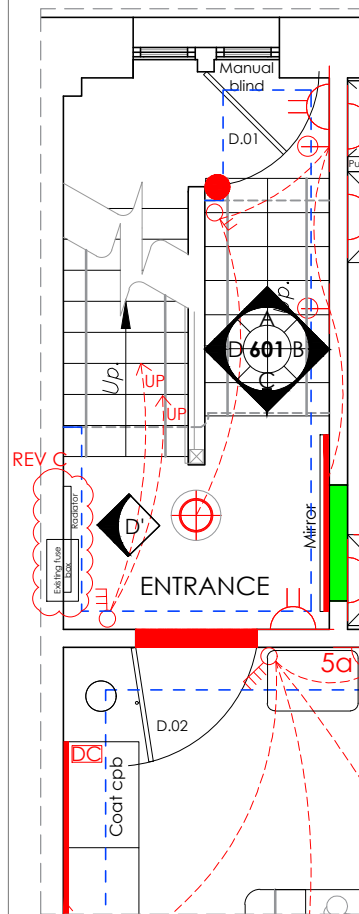 Manual
blind
D.01
Up.
A
D 601 B
C
Up.
UP
UP
REV C
Radiator
Existing fuse
box
D'
Mirror
ENTRANCE
5a
D.02
DC
Coat cpb